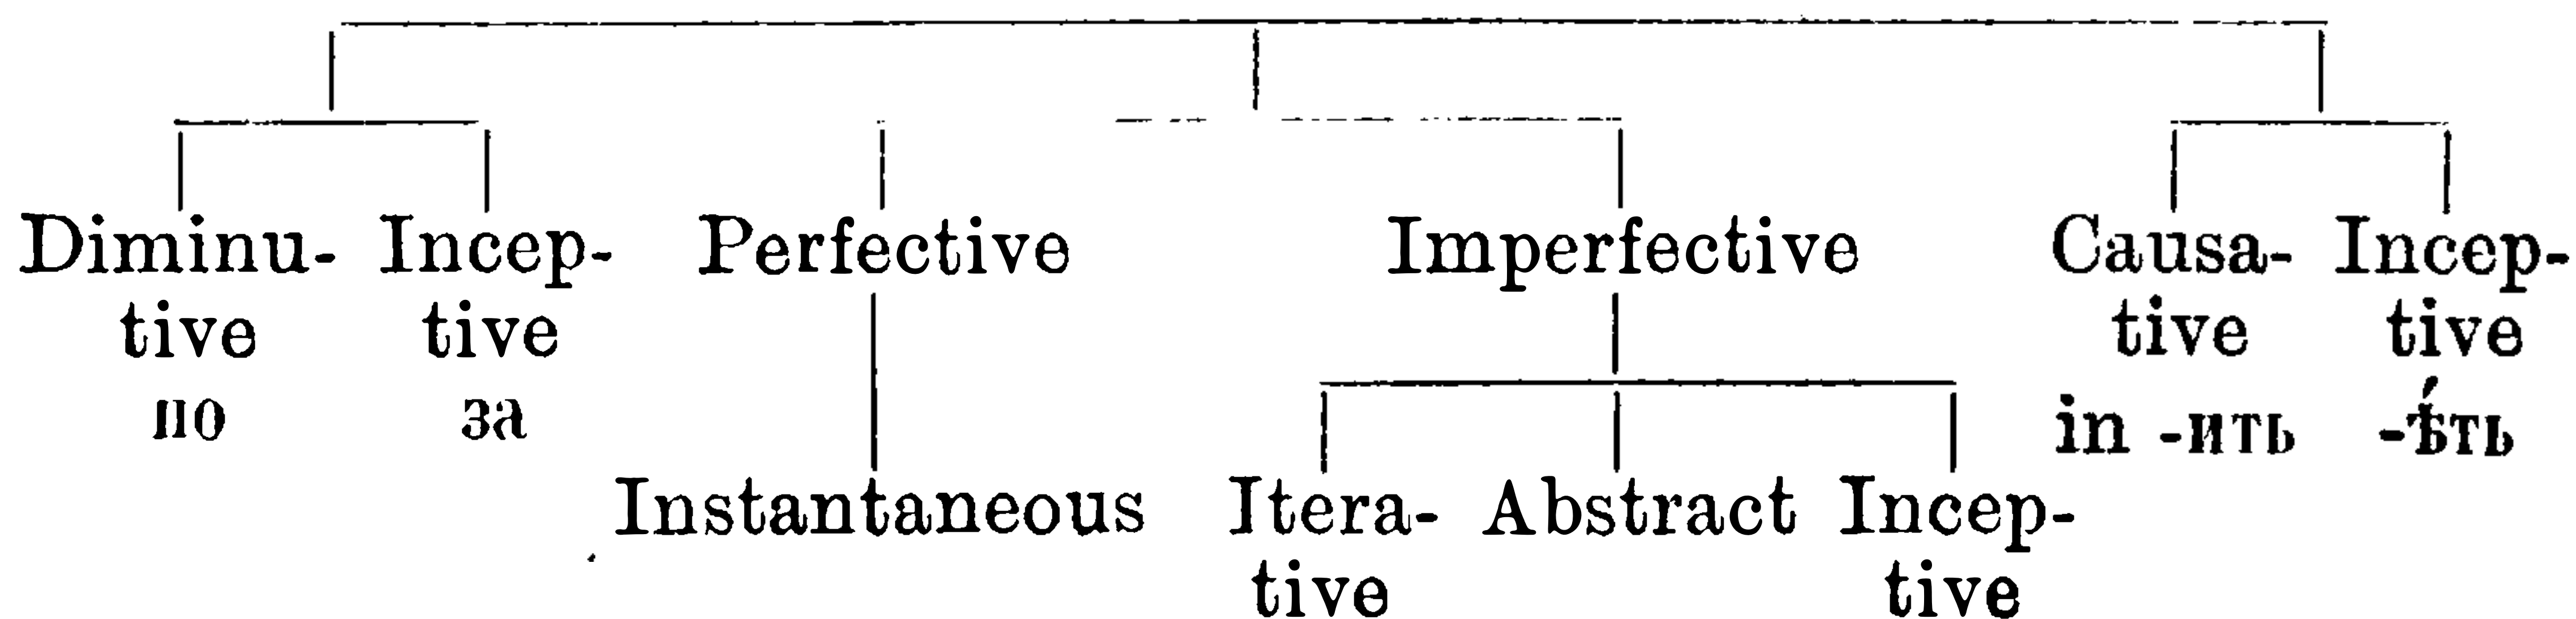 Diminu- Incep- Perfective Imperfective Causa- Incep-
tive tive tive tive
по за in -ить -ѣ́ть
Instantaneous Itera- Abstract Incep-
tive tive